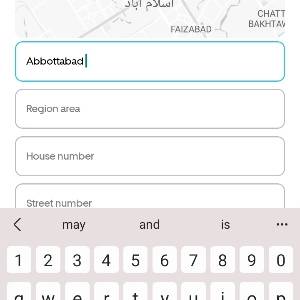 اسلام آباد
CHATT
BAKHTAW
FAIZABAD
Abbottabad
Region area
House number
Street number
may and is ...
1 2 3 4 5 6 7 8 9 0
q w e r t y u i o p